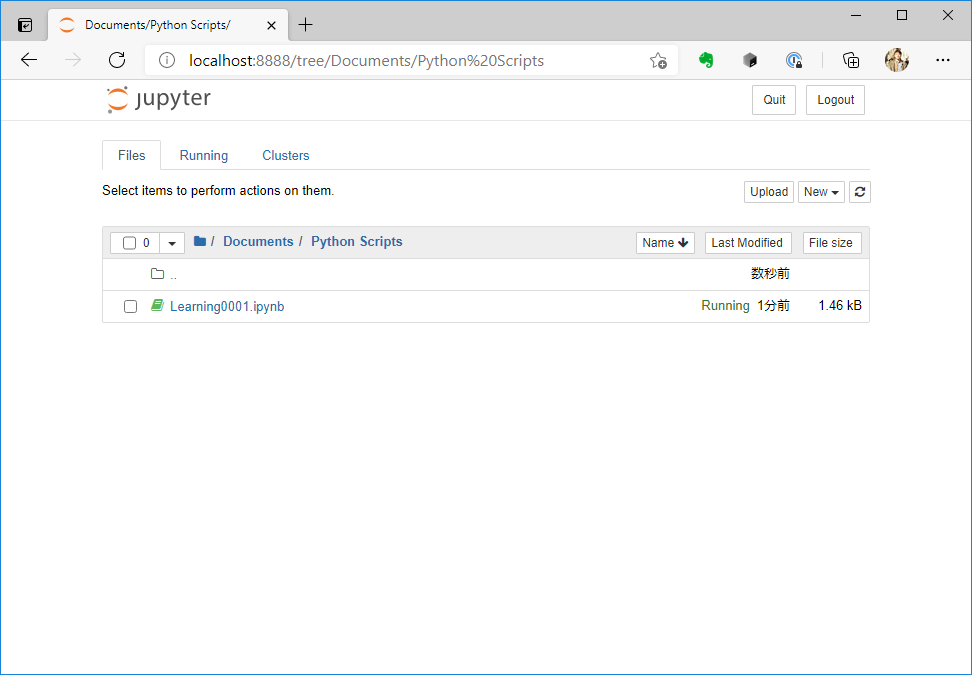 Documents/Python Scripts/
localhost:8888/tree/Documents/Python%20Scripts
jupyter
Quit
Logout
Files
Running
Clusters
Select items to perform actions on them.
Upload
New
0
/ Documents / Python Scripts
Name
Last Modified
File size
..
数秒前
Learning0001.ipynb
Running 1分前
1.46 kB